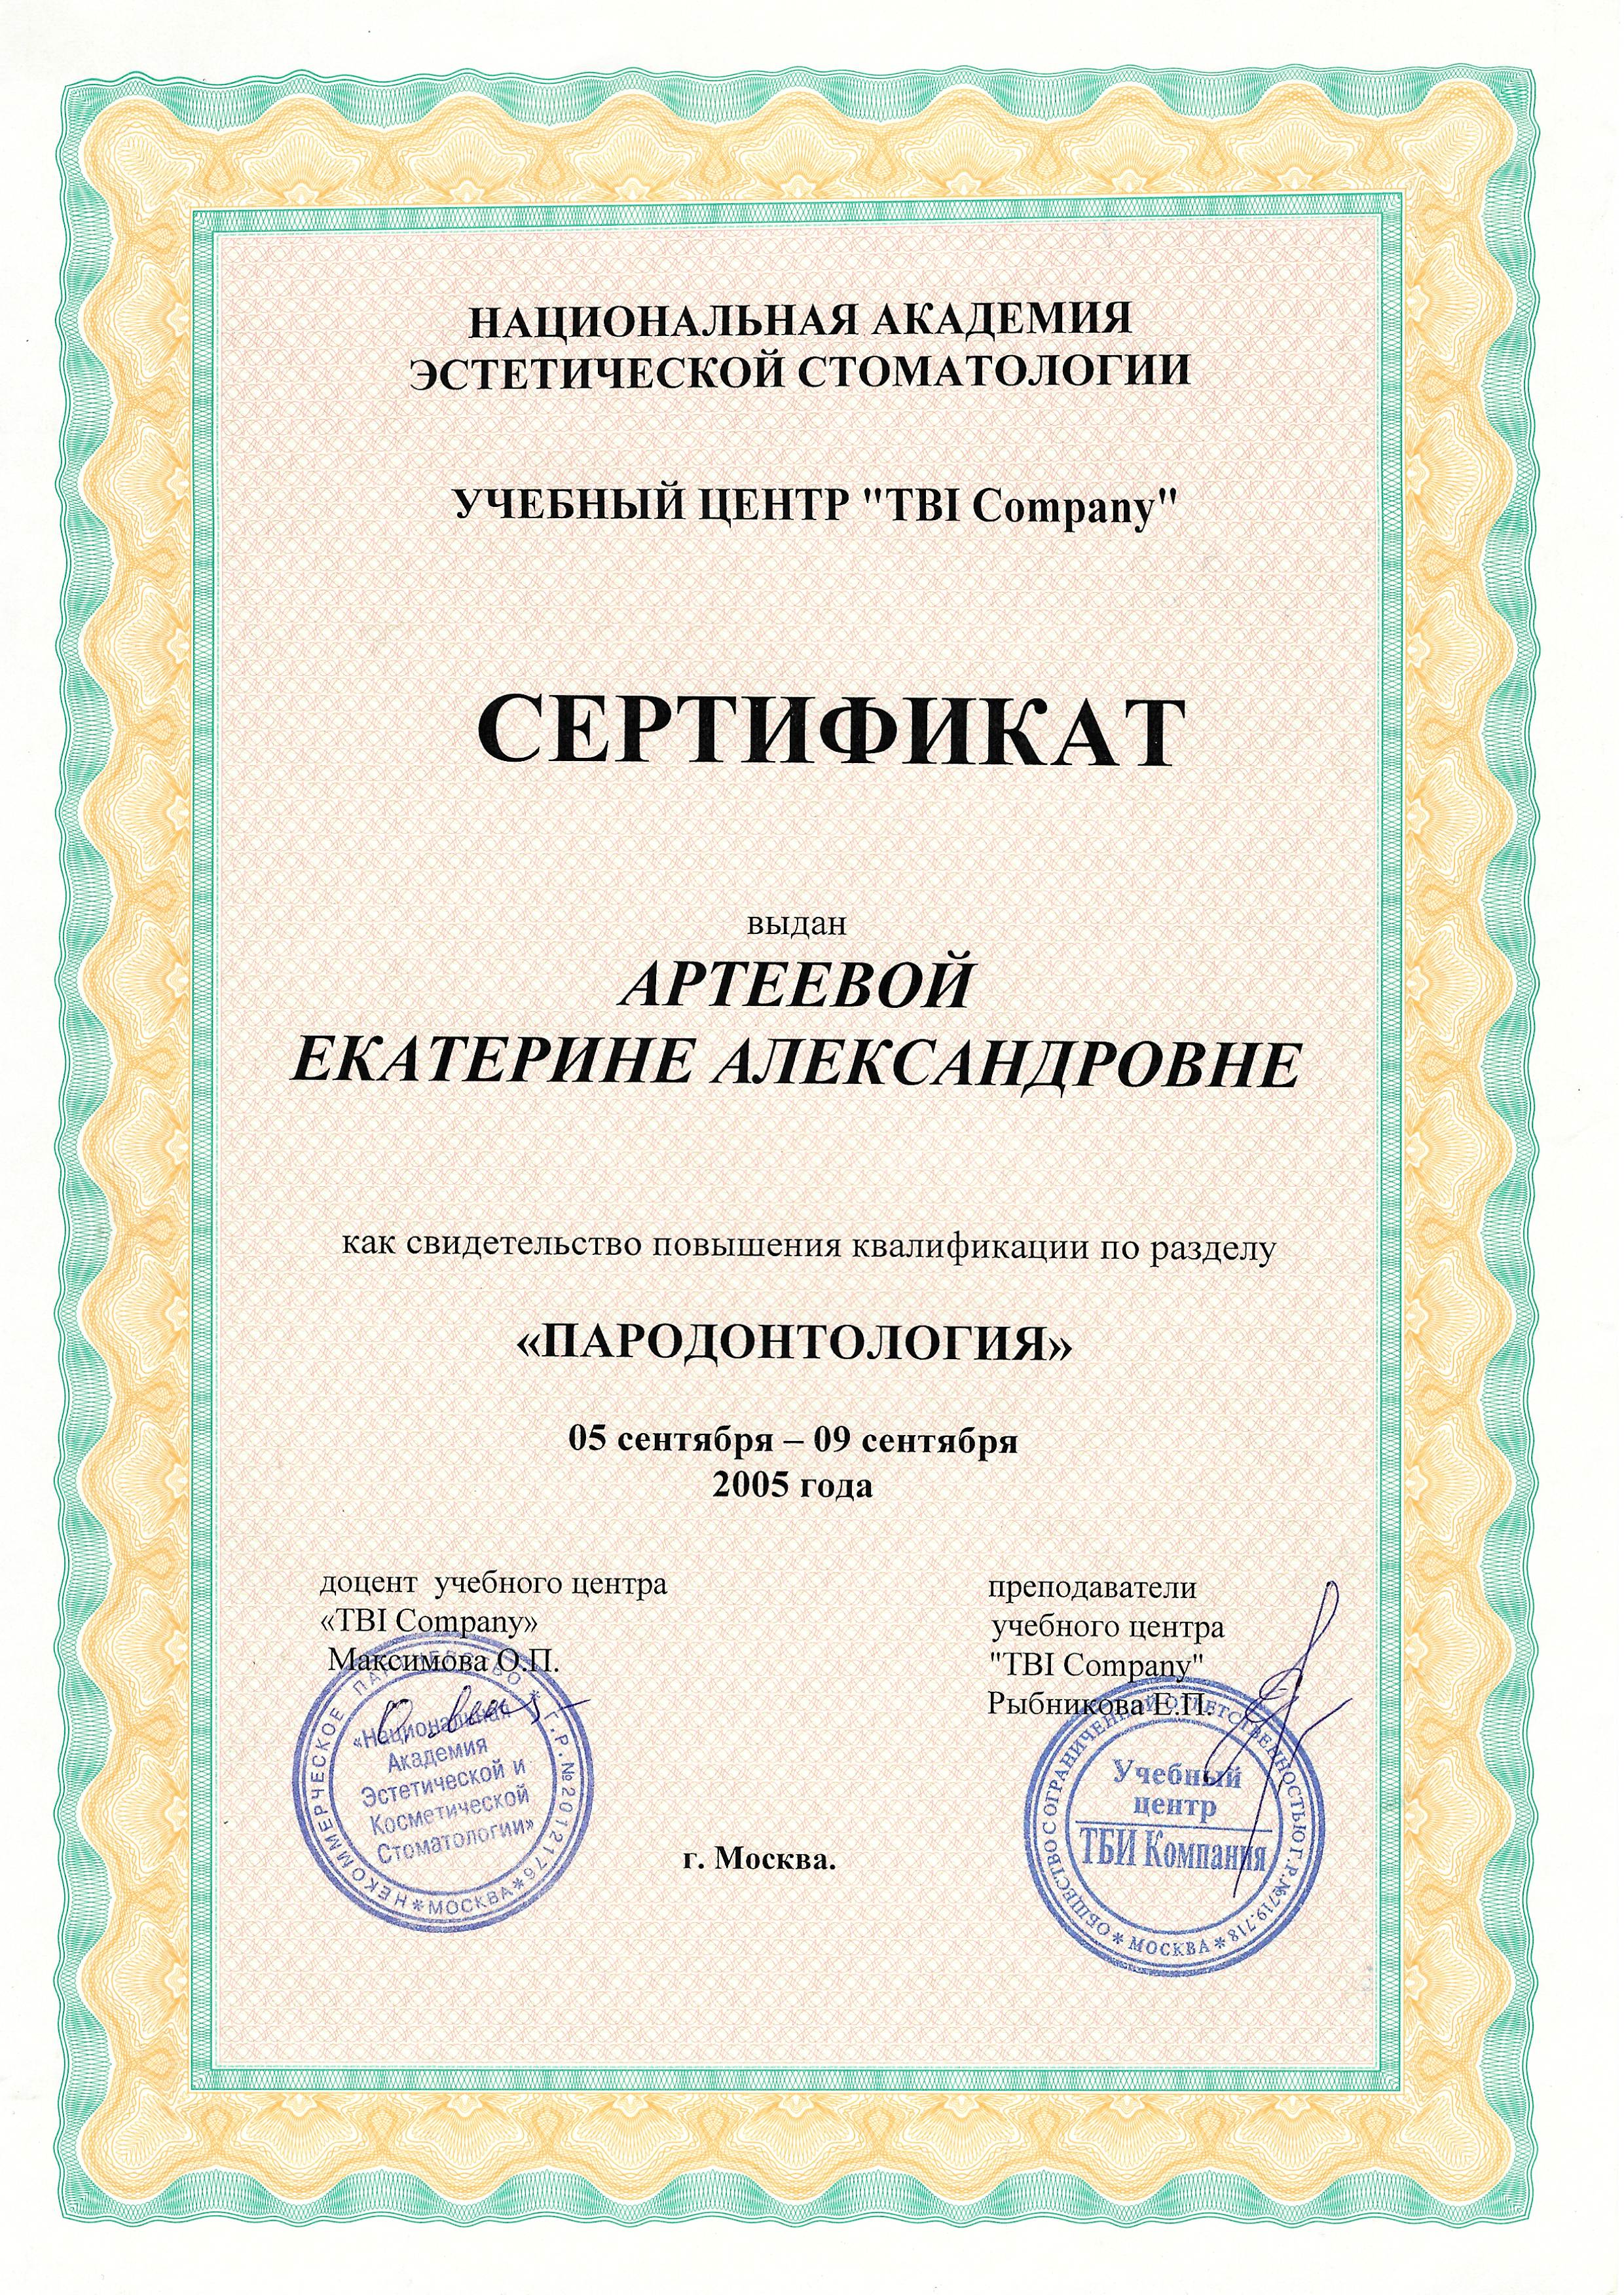 НАЦИОНАЛЬНАЯ АКАДЕМИЯ
ЭСТЕТИЧЕСКОЙ СТОМАТОЛОГИИ
УЧЕБНЫЙ ЦЕНТР "TBI Company"
СЕРТИФИКАТ
выдан
АРТЕЕВОЙ
ЕКАТЕРИНЕ АЛЕКСАНДРОВНЕ
как свидетельство повышения квалификации по разделу
«ПАРОДОНТОЛОГИЯ»
05 сентября – 09 сентября
2005 года
доцент учебного центра
«TBI Company»
Максимова О.П.
преподаватели
учебного центра
"TBI Company"
Рыбникова Е.П.
НЕКОММЕРЧЕСКОЕ ПАРТНЕРСТВО * Г.Р.№2012176 * МОСКВА *
«Национальная
Академия
Эстетической и
Косметической
Стоматологии»
г. Москва.
ОБЩЕСТВО С ОГРАНИЧЕННОЙ ОТВЕТСТВЕННОСТЬЮ Г.Р.№719.718 * МОСКВА *
Учебный
центр
ТБИ Компания